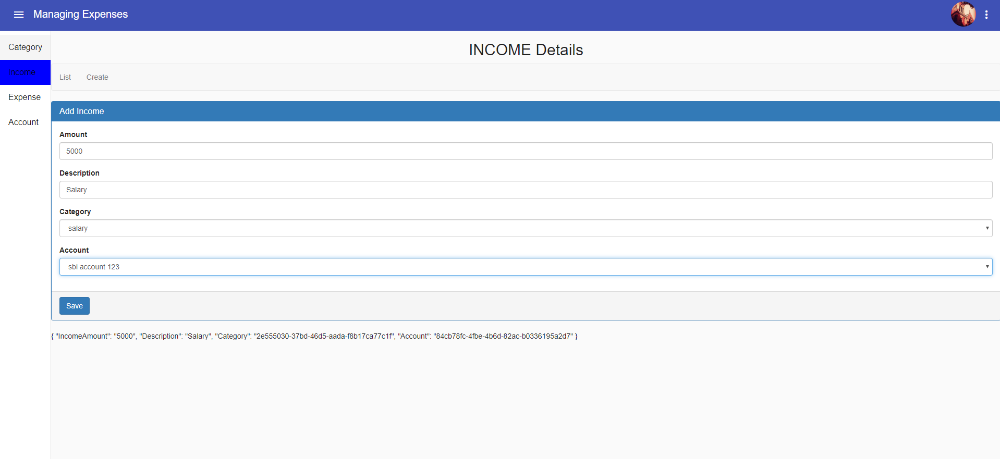 Managing Expenses
Category
Income
Expense
Account
INCOME Details
List Create
Add Income
Amount
5000
Description
Salary
Category
salary
Account
sbi account 123
Save
{ "IncomeAmount": "5000", "Description": "Salary", "Category": "2e555030-37bd-46d5-aada-f8b17ca77c1f", "Account": "84cb78fc-4fbe-4b6d-82ac-b0336195a2d7" }